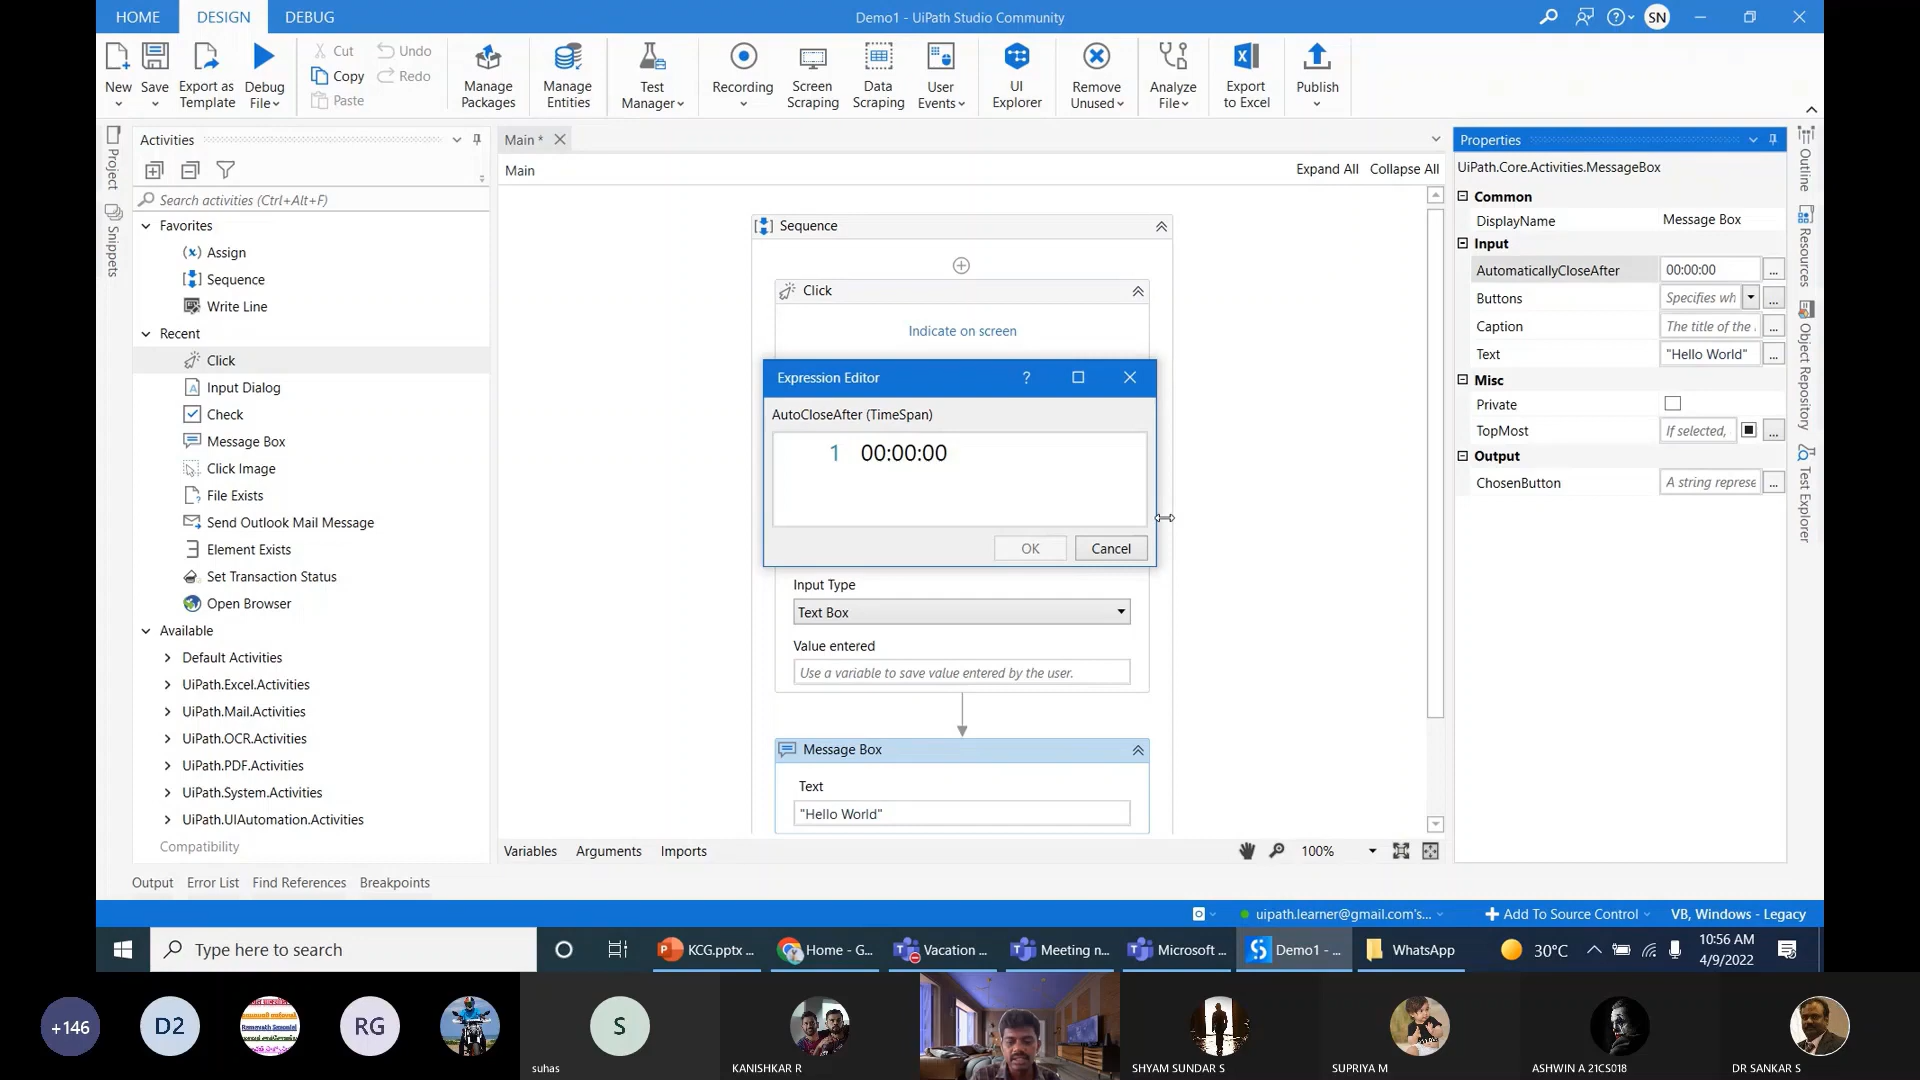 HOME DESIGN DEBUG
Demo1 - UiPath Studio Community
SN
New
Save
Export as Template
Debug File
Cut
Copy
Paste
Undo
Redo
Manage Packages
Manage Entities
Test Manager
Recording
Screen Scraping
Data Scraping
User Events
UI Explorer
Remove Unused
Analyze File
Export to Excel
Publish
Project
Snippets
Activities
Search activities (Ctrl+Alt+F)
Favorites
Assign
Sequence
Write Line
Recent
Click
Input Dialog
Check
Message Box
Click Image
File Exists
Send Outlook Mail Message
Element Exists
Set Transaction Status
Open Browser
Available
Default Activities
UiPath.Excel.Activities
UiPath.Mail.Activities
UiPath.OCR.Activities
UiPath.PDF.Activities
UiPath.System.Activities
UiPath.UIAutomation.Activities
Compatibility
Main *
Main
Expand All Collapse All
Sequence
Click
Indicate on screen
Expression Editor
?
AutoCloseAfter (TimeSpan)
1 00:00:00
OK Cancel
Input Type
Text Box
Value entered
Use a variable to save value entered by the user.
Message Box
Text
"Hello World"
Variables Arguments Imports
100%
Properties
UiPath.Core.Activities.MessageBox
Common
DisplayName Message Box
Input
AutomaticallyCloseAfter 00:00:00 ...
Buttons Specifies wh ...
Caption The title of the ...
Text "Hello World" ...
Misc
Private
TopMost If selected, ...
Output
ChosenButton A string represe ...
Outline
Resources
Object Repository
Test Explorer
Output Error List Find References Breakpoints
uipath.learner@gmail.com's...
Add To Source Control
VB, Windows - Legacy
Type here to search
KCG.pptx ...
Home - G...
Vacation ...
Meeting n...
Microsoft ...
Demo1 - ...
WhatsApp
30°C
10:56 AM
4/9/2022
+146
D2
RG
S
suhas
KANISHKAR R
SHYAM SUNDAR S
SUPRIYA M
ASHWIN A 21CS018
DR SANKAR S